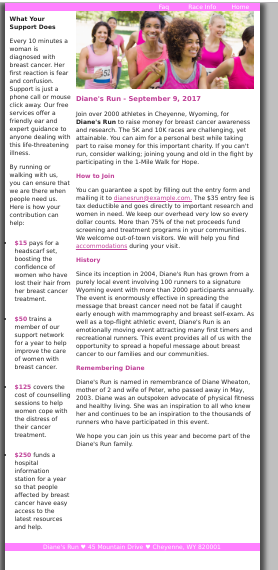 Faq Race Info Home
What Your
Support Does
Every 10 minutes a
woman is
diagnosed with
breast cancer. Her
first reaction is fear
and confusion.
Support is just a
phone call or mouse
click away. Our free
services offer a
friendly ear and
expert guidance to
anyone dealing with
this life-threatening
illness.
By running or
walking with us,
you can ensure that
we are there when
people need us.
Here is how your
contribution can
help:
$15 pays for a
headscarf set,
boosting the
confidence of
women who have
lost their hair from
her breast cancer
treatment.
$50 trains a
member of our
support network
for a year to help
improve the care
of women with
breast cancer.
$125 covers the
cost of counselling
sessions to help
women cope with
the distress of
their cancer
treatment.
$250 funds a
hospital
information
station for a year
so that people
affected by breast
cancer have easy
access to the
latest resources
and help.
Diane's Run - September 9, 2017
Join over 2000 athletes in Cheyenne, Wyoming, for
Diane's Run to raise money for breast cancer awareness
and research. The 5K and 10K races are challenging, yet
attainable. You can aim for a personal best while taking
part to raise money for this important charity. If you can't
run, consider walking; joining young and old in the fight by
participating in the 1-Mile Walk for Hope.
How to Join
You can guarantee a spot by filling out the entry form and
mailing it to dianesrun@example.com. The $35 entry fee is
tax deductible and goes directly to important research and
women in need. We keep our overhead very low so every
dollar counts. More than 75% of the net proceeds fund
screening and treatment programs in your communities.
We welcome out-of-town visitors. We will help you find
accommodations during your visit.
History
Since its inception in 2004, Diane's Run has grown from a
purely local event involving 100 runners to a signature
Wyoming event with more than 2000 participants annually.
The event is enormously effective in spreading the
message that breast cancer need not be fatal if caught
early enough with mammography and breast self-exam. As
well as a top-flight athletic event, Diane's Run is an
emotionally moving event attracting many first timers and
recreational runners. This event provides all of us with the
opportunity to spread a hopeful message about breast
cancer to our families and our communities.
Remembering Diane
Diane's Run is named in remembrance of Diane Wheaton,
mother of 2 and wife of Peter, who passed away in May,
2003. Diane was an outspoken advocate of physical fitness
and healthy living. She was an inspiration to all who knew
her and continues to be an inspiration to the thousands of
runners who have participated in this event.
We hope you can join us this year and become part of the
Diane's Run family.
Diane's Run ♥ 45 Mountain Drive ♥ Cheyenne, WY 820001